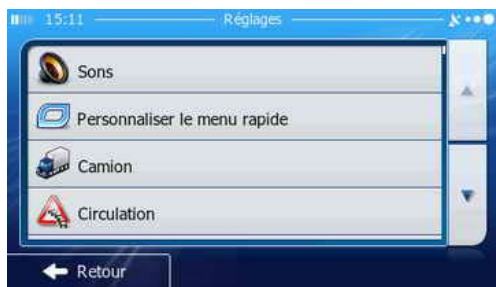 15:11 Réglages
Sons
Personnaliser le menu rapide
Camion
Circulation
Retour